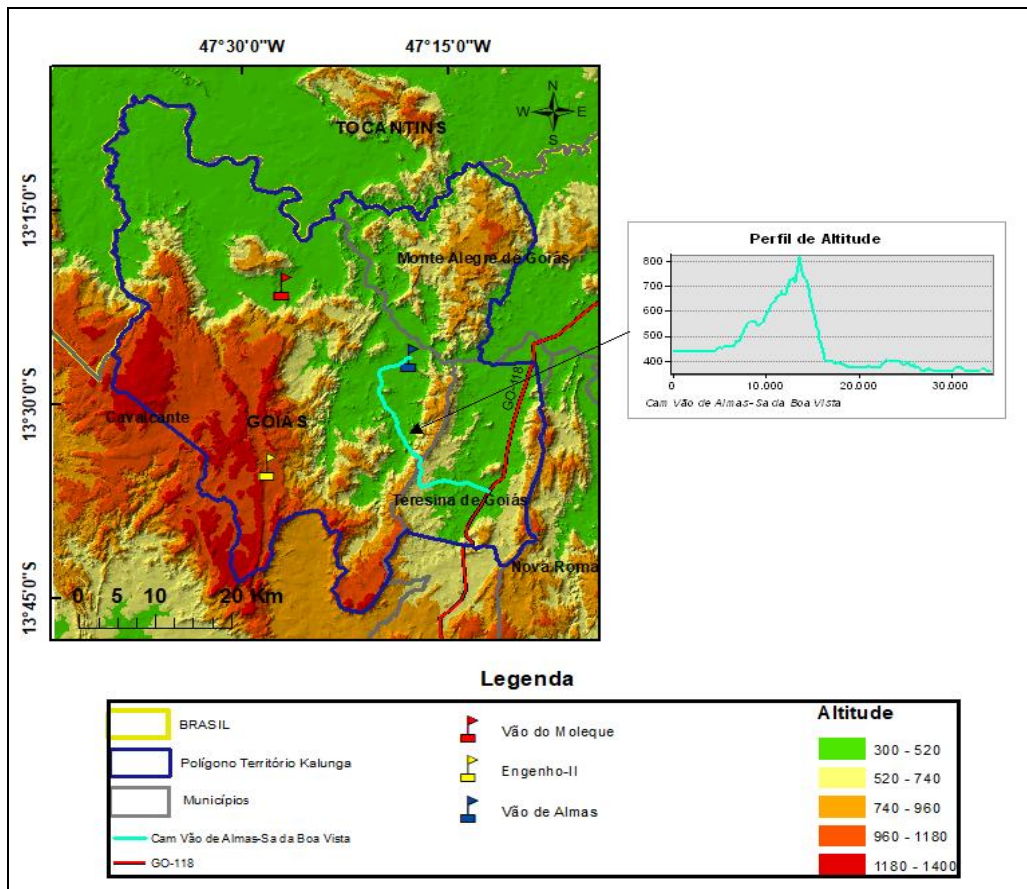 47°30'0"W 47°15'0"W
N
W E
S
TOCANTINS
13°15'0"S
Monte Alegre de Goiás
GO-118
13°30'0"S
Cavalcante
GOIÁS
Teresina de Goiás
Nova Roma
13°45'0"S
0 5 10 20 Km
Perfil de Altitude
800
700
600
500
400
0 10.000 20.000 30.000
Cam Vão de Almas-Sa da Boa Vista
Legenda
BRASIL
Polígono Território Kalunga
Municípios
Cam Vão de Almas-Sa da Boa Vista
GO-118
Vão do Moleque
Engenho-II
Vão de Almas
Altitude
300 - 520
520 - 740
740 - 960
960 - 1180
1180 - 1400